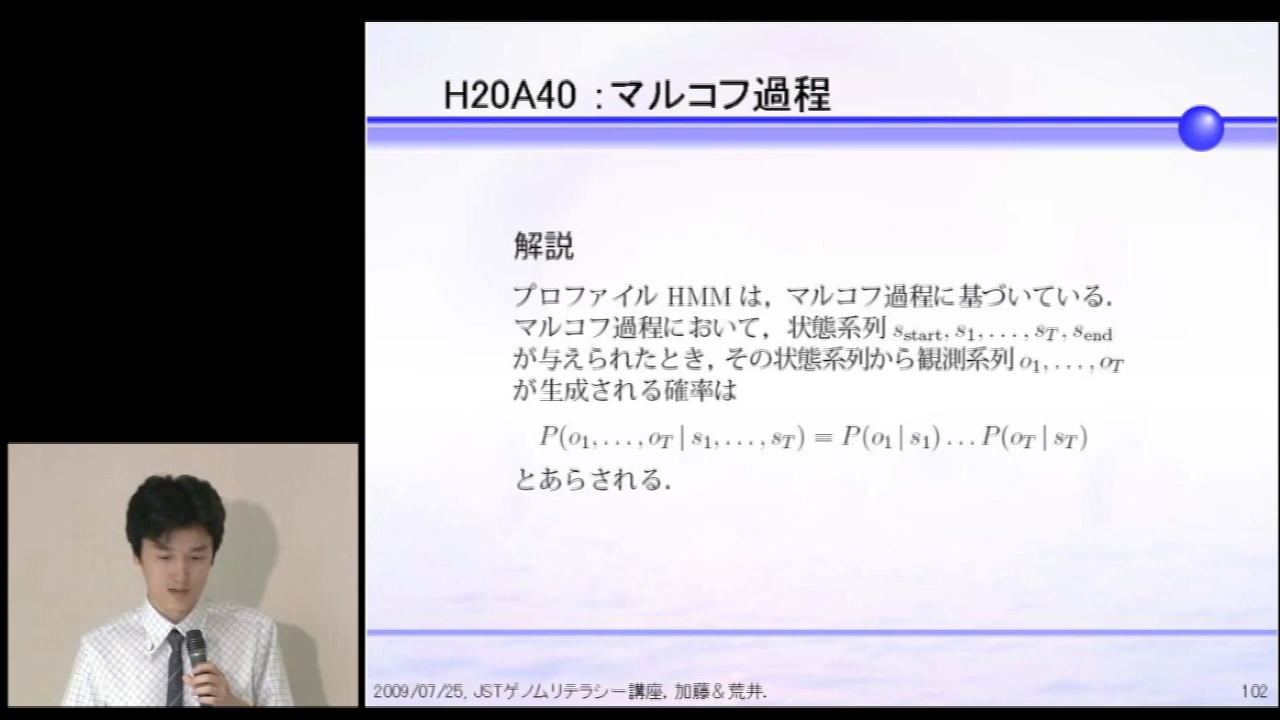 H20A40 :マルコフ過程
解説
プロファイル HMM は，マルコフ過程に基づいている．
マルコフ過程において，状態系列 s_start, s_1, . . . , s_T, s_end
が与えられたとき，その状態系列から観測系列 o_1, . . . , o_T
が生成される確率は
P(o_1, . . . , o_T | s_1, . . . , s_T) = P(o_1 | s_1) . . . P(o_T | s_T)
とあらされる．
2009/07/25, JSTゲノムリテラシー講座, 加藤＆荒井.
102